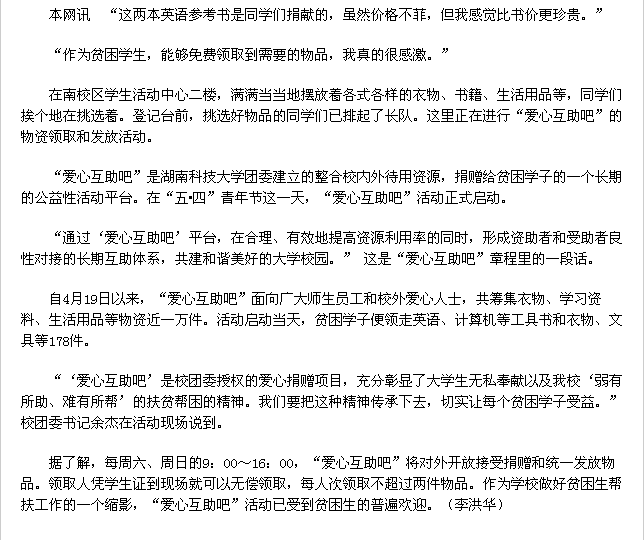 本网讯 “这两本英语参考书是同学们捐献的，虽然价格不菲，但我感觉比书价更珍贵。”
“作为贫困学生，能够免费领取到需要的物品，我真的很感激。”
在南校区学生活动中心二楼，满满当当地摆放着各式各样的衣物、书籍、生活用品等，同学们
挨个地在挑选着。登记台前，挑选好物品的同学们已排起了长队。这里正在进行“爱心互助吧”的
物资领取和发放活动。
“爱心互助吧”是湖南科技大学团委建立的整合校内外待用资源，捐赠给贫困学子的一个长期
的公益性活动平台。在“五·四”青年节这一天，“爱心互助吧”活动正式启动。
“通过‘爱心互助吧’平台，在合理、有效地提高资源利用率的同时，形成资助者和受助者良
性对接的长期互助体系，共建和谐美好的大学校园。” 这是“爱心互助吧”章程里的一段话。
自4月19日以来，“爱心互助吧”面向广大师生员工和校外爱心人士，共筹集衣物、学习资
料、生活用品等物资近一万件。活动启动当天，贫困学子便领走英语、计算机等工具书和衣物、文
具等178件。
“‘爱心互助吧’是校团委授权的爱心捐赠项目，充分彰显了大学生无私奉献以及我校‘弱有
所助、难有所帮’的扶贫帮困的精神。我们要把这种精神传承下去，切实让每个贫困学子受益。”
校团委书记余杰在活动现场说到。
据了解，每周六、周日的9：00～16：00，“爱心互助吧”将对外开放接受捐赠和统一发放物
品。领取人凭学生证到现场就可以无偿领取，每人次领取不超过两件物品。作为学校做好贫困生帮
扶工作的一个缩影，“爱心互助吧”活动已受到贫困生的普遍欢迎。（李洪华）